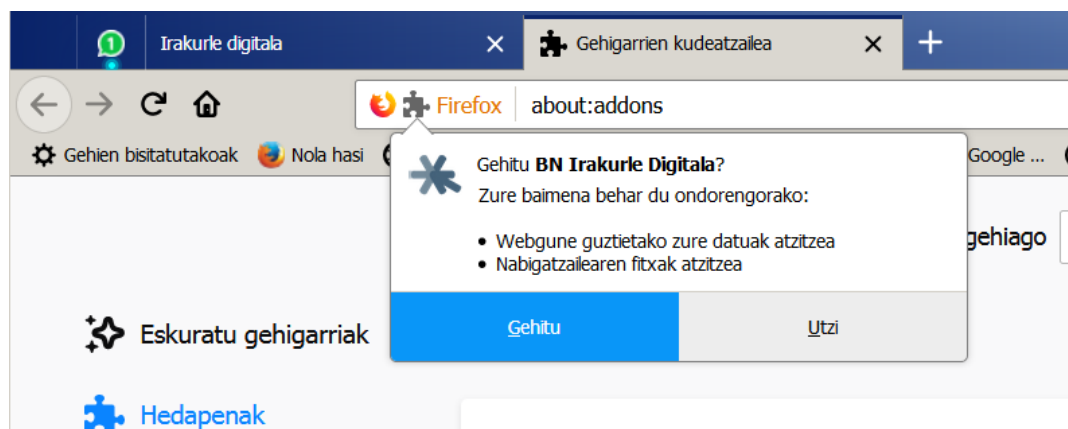 1 Irakurle digitala Gehigarrien kudeatzailea
Firefox about:addons
Gehien bisitatutakoak Nola hasi Google ...
Gehitu BN Irakurle Digitala?
Zure baimena behar du ondorengorako:
• Webgune guztietako zure datuak atzitzea
• Nabigatzailearen fitxak atzitzea
gehiago
Gehitu Utzi
Eskuratu gehigarriak
Hedapenak